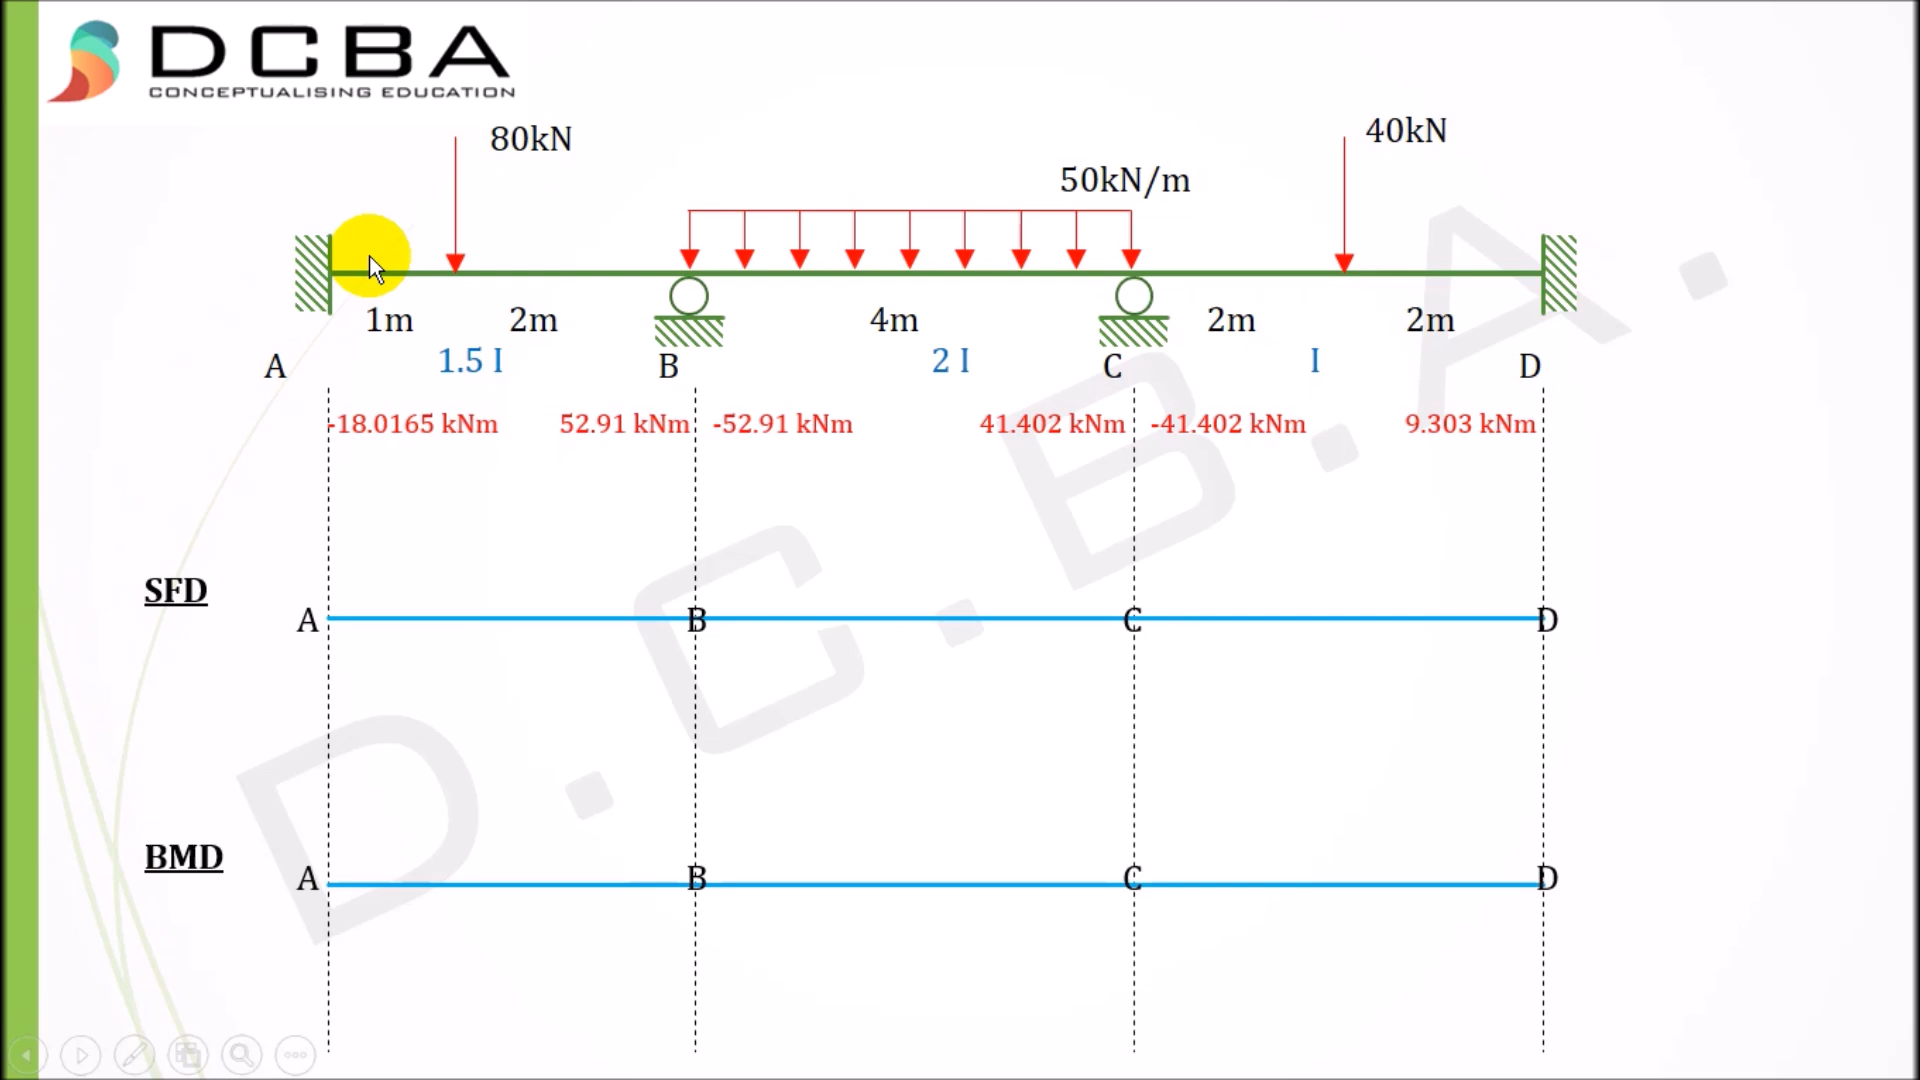 DCBA
CONCEPTUALISING EDUCATION
80kN
40kN
50kN/m
1m 2m 4m 2m 2m
A 1.5 I B 2 I C I D
-18.0165 kNm 52.91 kNm -52.91 kNm 41.402 kNm -41.402 kNm 9.303 kNm
SFD
A B C D
BMD
A B C D
D.C.B.A.